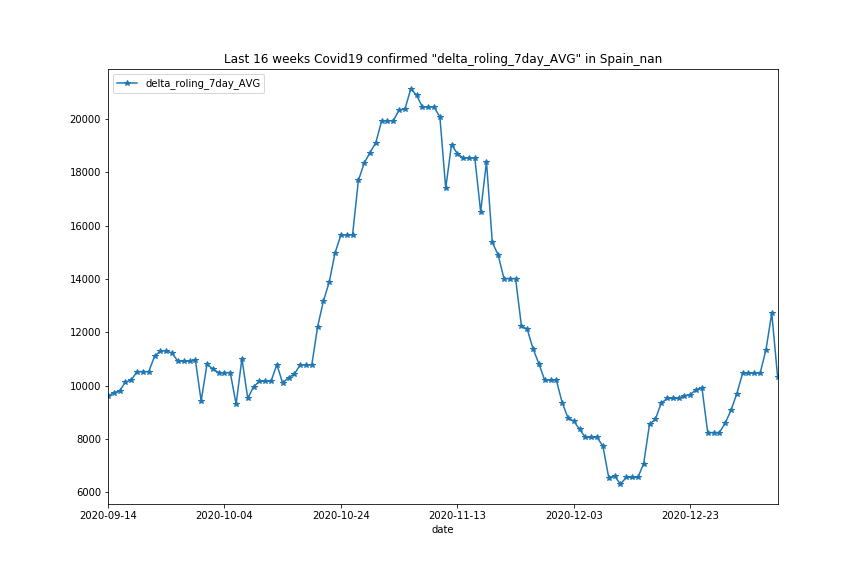 Last 16 weeks Covid19 confirmed "delta_roling_7day_AVG" in Spain_nan
delta_roling_7day_AVG
20000
18000
16000
14000
12000
10000
8000
6000
2020-09-14 2020-10-04 2020-10-24 2020-11-13 2020-12-03 2020-12-23
date